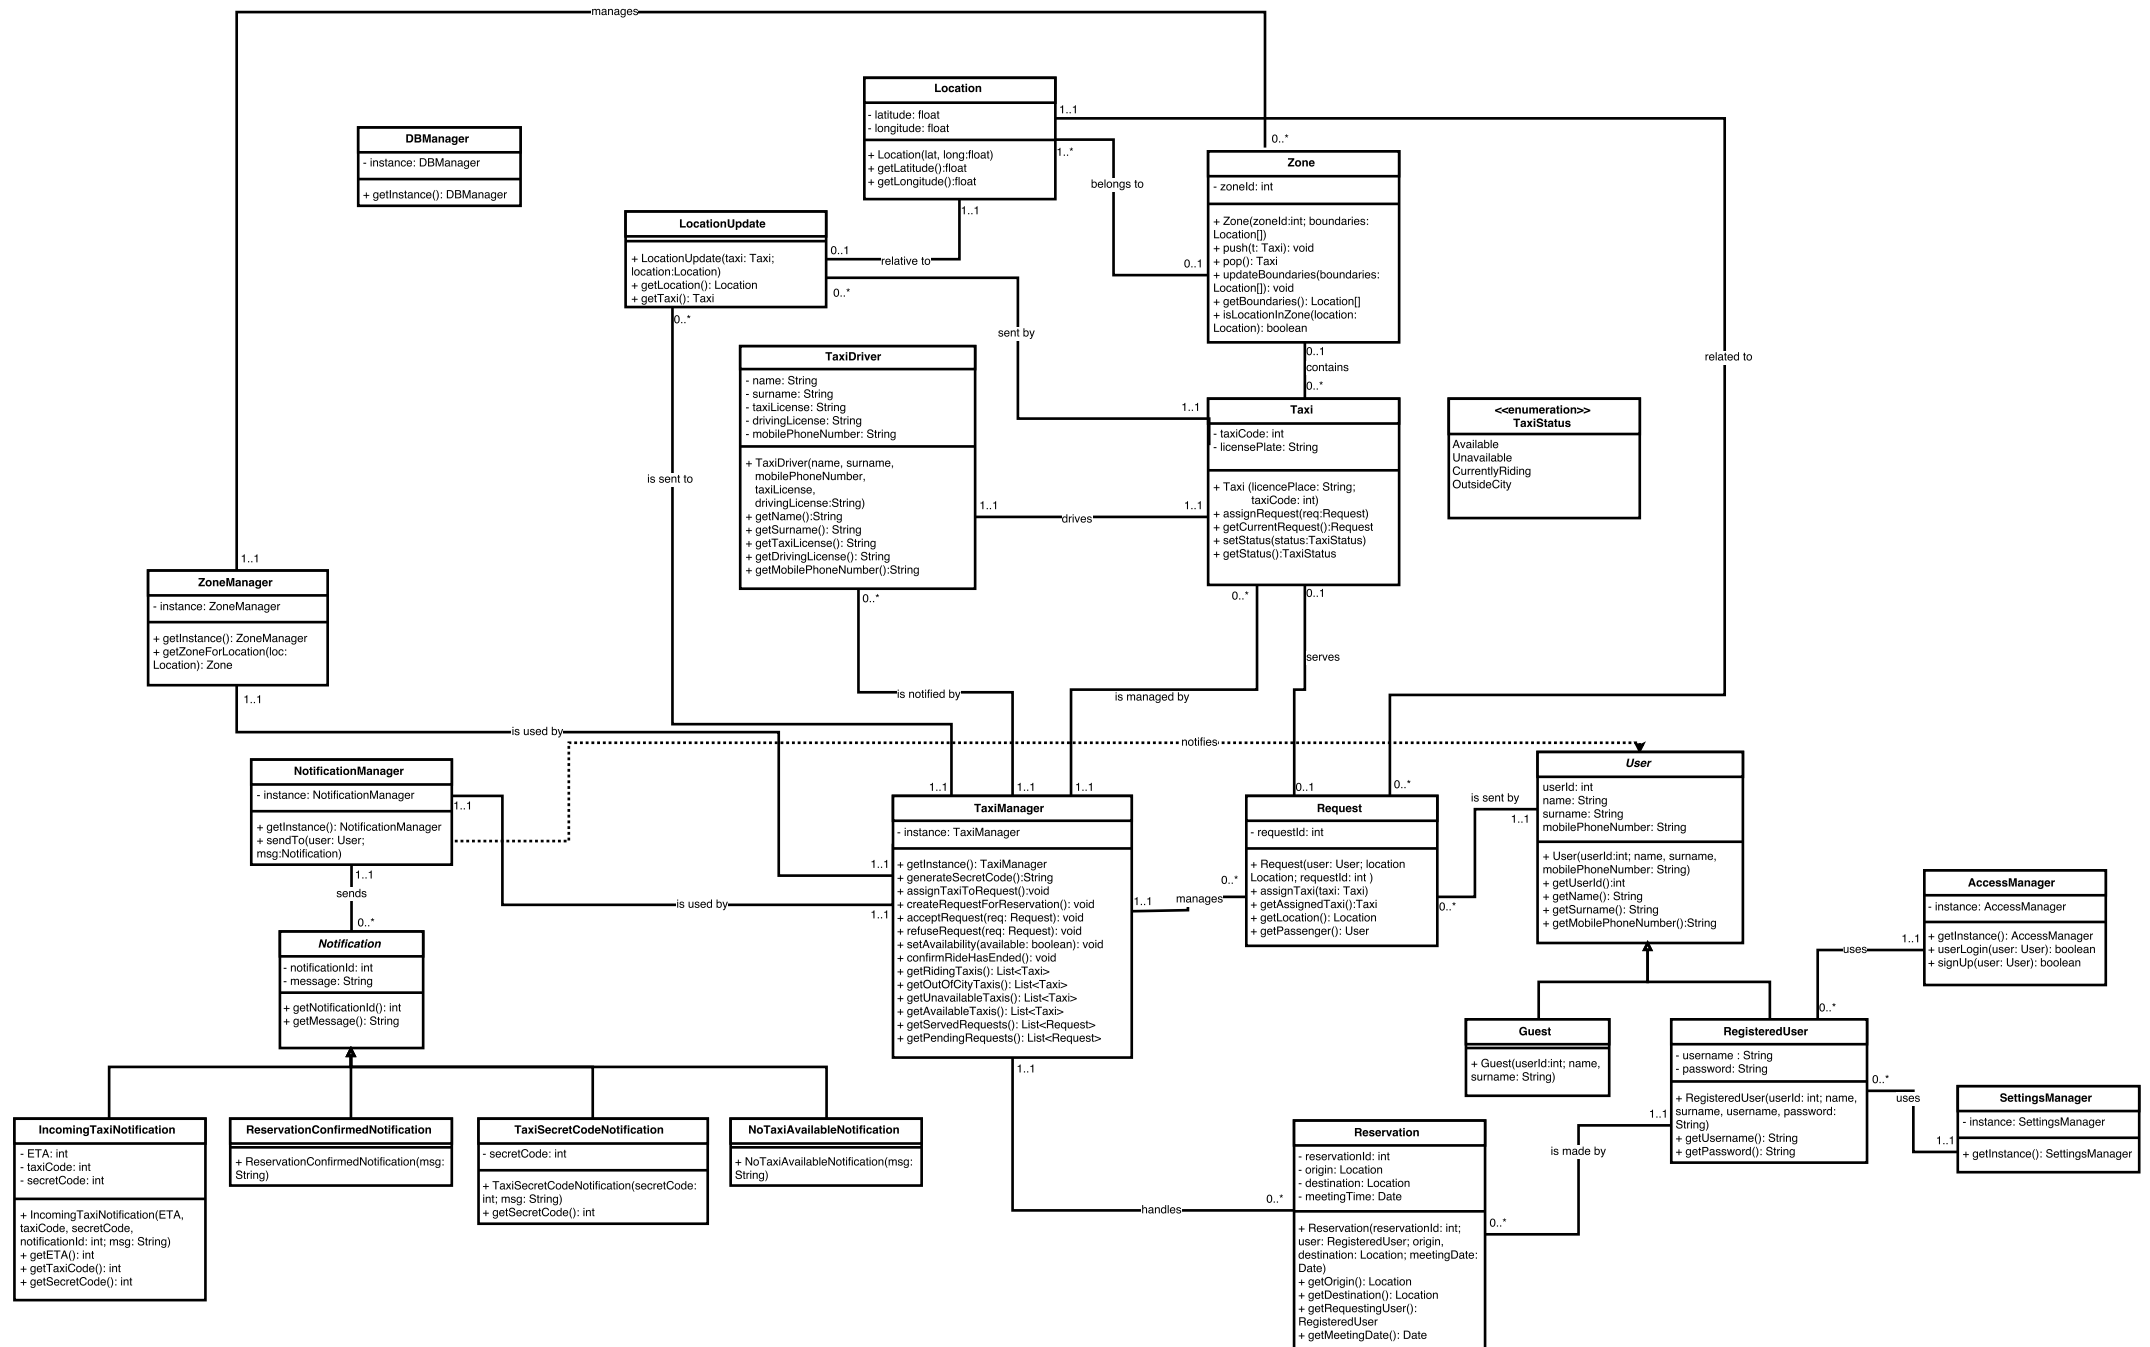 manages
Location
- latitude: float
- longitude: float
+ Location(lat, long:float)
+ getLatitude():float
+ getLongitude():float
1..1
1..*
1..1
DBManager
- instance: DBManager
+ getInstance(): DBManager
0..*
Zone
- zoneId: int
+ Zone(zoneId:int; boundaries:
Location[])
+ push(t: Taxi): void
+ pop(): Taxi
+ updateBoundaries(boundaries:
Location[]): void
+ getBoundaries(): Location[]
+ isLocationInZone(location:
Location): boolean
belongs to
0..1
LocationUpdate
+ LocationUpdate(taxi: Taxi;
location:Location)
+ getLocation(): Location
+ getTaxi(): Taxi
0..1
relative to
0..*
0..*
sent by
1..1
related to
0..1
contains
0..*
TaxiDriver
- name: String
- surname: String
- taxiLicense: String
- drivingLicense: String
- mobilePhoneNumber: String
+ TaxiDriver(name, surname,
mobilePhoneNumber,
taxiLicense,
drivingLicense:String)
+ getName():String
+ getSurname(): String
+ getTaxiLicense(): String
+ getDrivingLicense(): String
+ getMobilePhoneNumber():String
1..1
drives
1..1
Taxi
- taxiCode: int
- licensePlate: String
+ Taxi (licencePlace: String;
taxiCode: int)
+ assignRequest(req:Request)
+ getCurrentRequest():Request
+ setStatus(status:TaxiStatus)
+ getStatus():TaxiStatus
<<enumeration>>
TaxiStatus
Available
Unavailable
CurrentlyRiding
OutsideCity
is sent to
1..1
ZoneManager
- instance: ZoneManager
+ getInstance(): ZoneManager
+ getZoneForLocation(loc:
Location): Zone
1..1
0..*
0..*
0..1
serves
is notified by
is managed by
is used by
notifies
NotificationManager
- instance: NotificationManager
+ getInstance(): NotificationManager
+ sendTo(user: User;
msg:Notification)
1..1
1..1
sends
0..*
is used by
1..1
1..1
1..1
1..1
1..1
TaxiManager
- instance: TaxiManager
+ getInstance(): TaxiManager
+ generateSecretCode():String
+ assignTaxiToRequest():void
+ createRequestForReservation(): void
+ acceptRequest(req: Request): void
+ refuseRequest(req: Request): void
+ setAvailability(available: boolean): void
+ confirmRideHasEnded(): void
+ getRidingTaxis(): List<Taxi>
+ getOutOfCityTaxis(): List<Taxi>
+ getUnavailableTaxis(): List<Taxi>
+ getAvailableTaxis(): List<Taxi>
+ getServedRequests(): List<Request>
+ getPendingRequests(): List<Request>
1..1
manages
0..*
1..1
0..1
0..*
Request
- requestId: int
+ Request(user: User; location
Location; requestId: int )
+ assignTaxi(taxi: Taxi)
+ getAssignedTaxi():Taxi
+ getLocation(): Location
+ getPassenger(): User
0..*
is sent by
1..1
User
userId: int
name: String
surname: String
mobilePhoneNumber: String
+ User(userId:int; name, surname,
mobilePhoneNumber: String)
+ getUserId():int
+ getName(): String
+ getSurname(): String
+ getMobilePhoneNumber():String
AccessManager
- instance: AccessManager
+ getInstance(): AccessManager
+ userLogin(user: User): boolean
+ signUp(user: User): boolean
uses
1..1
0..*
Notification
- notificationId: int
- message: String
+ getNotificationId(): int
+ getMessage(): String
Guest
+ Guest(userId:int; name,
surname: String)
RegisteredUser
- username : String
- password: String
+ RegisteredUser(userId: int; name,
surname, username, password:
String)
+ getUsername(): String
+ getPassword(): String
0..*
uses
1..1
SettingsManager
- instance: SettingsManager
+ getInstance(): SettingsManager
1..1
is made by
0..*
IncomingTaxiNotification
- ETA: int
- taxiCode: int
- secretCode: int
+ IncomingTaxiNotification(ETA,
taxiCode, secretCode,
notificationId: int; msg: String)
+ getETA(): int
+ getTaxiCode(): int
+ getSecretCode(): int
ReservationConfirmedNotification
+ ReservationConfirmedNotification(msg:
String)
TaxiSecretCodeNotification
- secretCode: int
+ TaxiSecretCodeNotification(secretCode:
int; msg: String)
+ getSecretCode(): int
NoTaxiAvailableNotification
+ NoTaxiAvailableNotification(msg:
String)
handles
0..*
Reservation
- reservationId: int
- origin: Location
- destination: Location
- meetingTime: Date
+ Reservation(reservationId: int;
user: RegisteredUser; origin,
destination: Location; meetingDate:
Date)
+ getOrigin(): Location
+ getDestination(): Location
+ getRequestingUser():
RegisteredUser
+ getMeetingDate(): Date